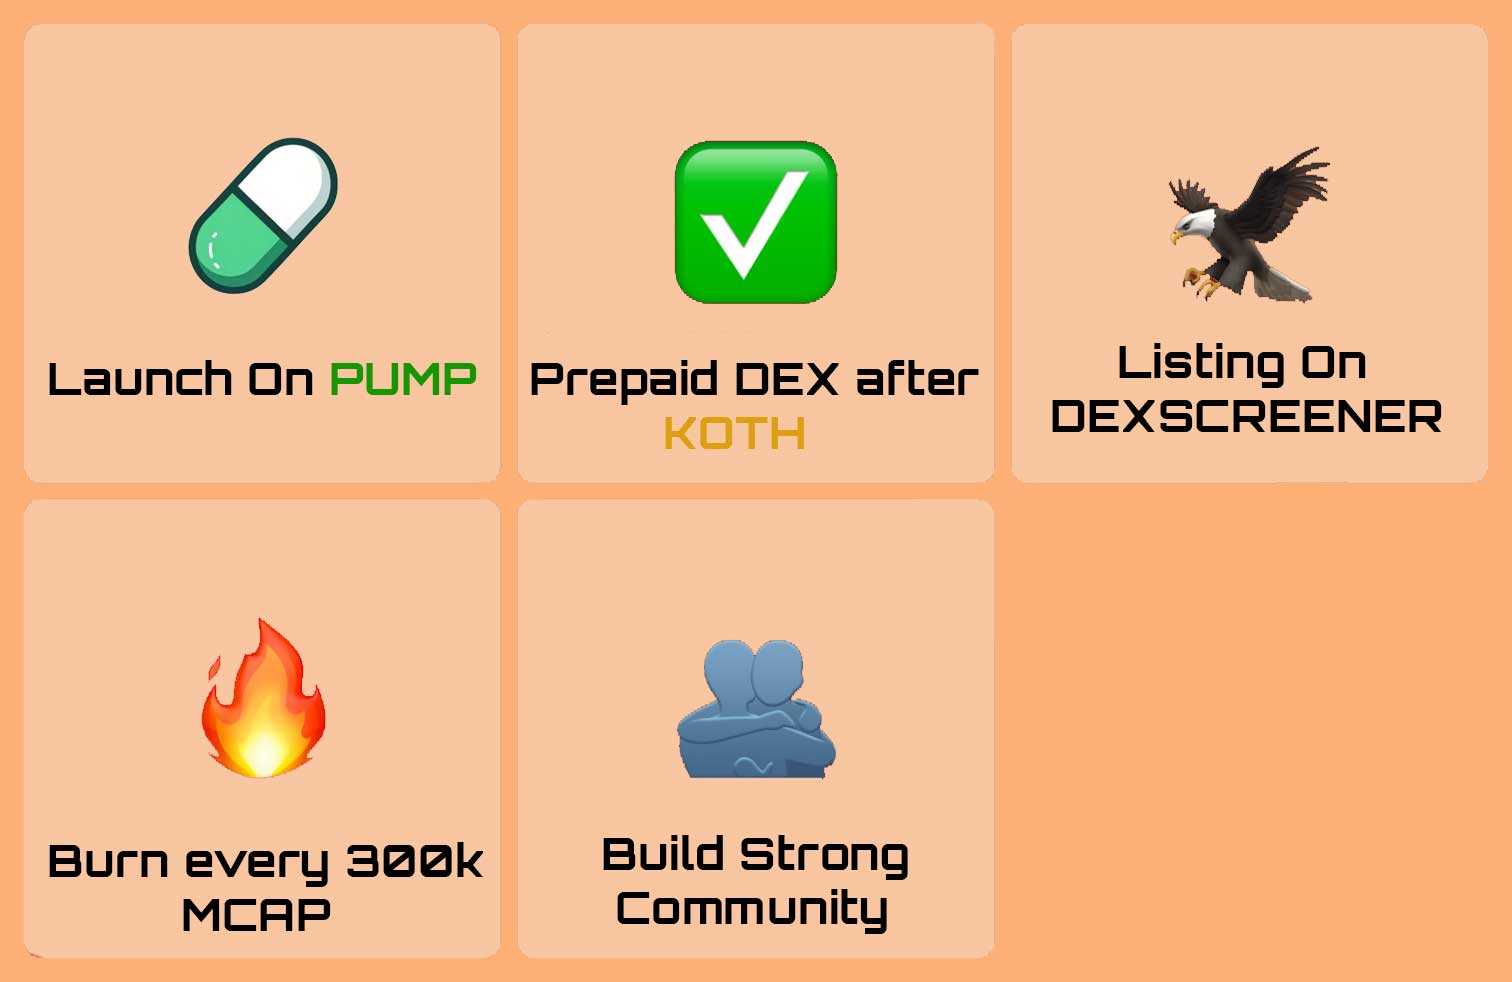 Launch On PUMP
Prepaid DEX after
KOTH
Listing On
DEXSCREENER
Burn every 300k
MCAP
Build Strong
Community